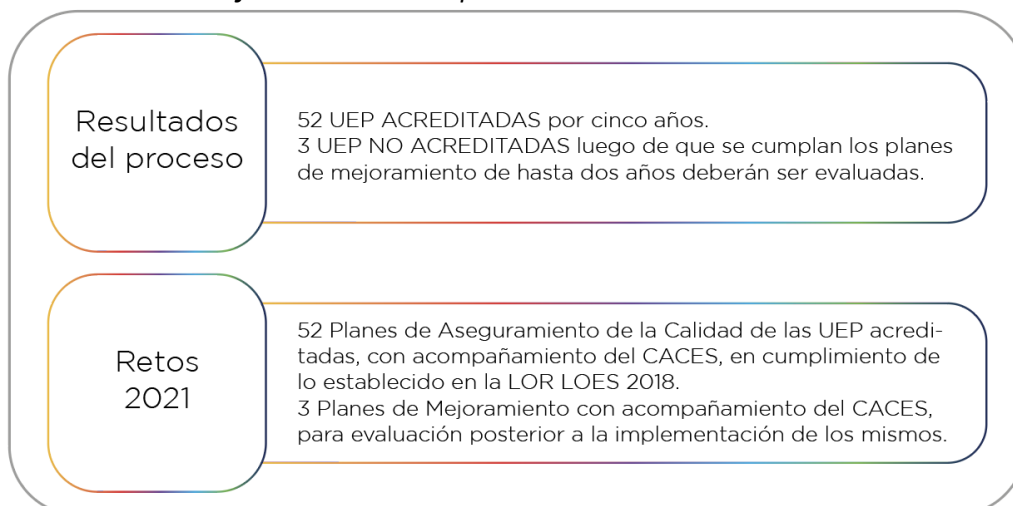 Resultados
del proceso
52 UEP ACREDITADAS por cinco años.
3 UEP NO ACREDITADAS luego de que se cumplan los planes
de mejoramiento de hasta dos años deberán ser evaluadas.
Retos
2021
52 Planes de Aseguramiento de la Calidad de las UEP acredi-
tadas, con acompañamiento del CACES, en cumplimiento de
lo establecido en la LOR LOES 2018.
3 Planes de Mejoramiento con acompañamiento del CACES,
para evaluación posterior a la implementación de los mismos.